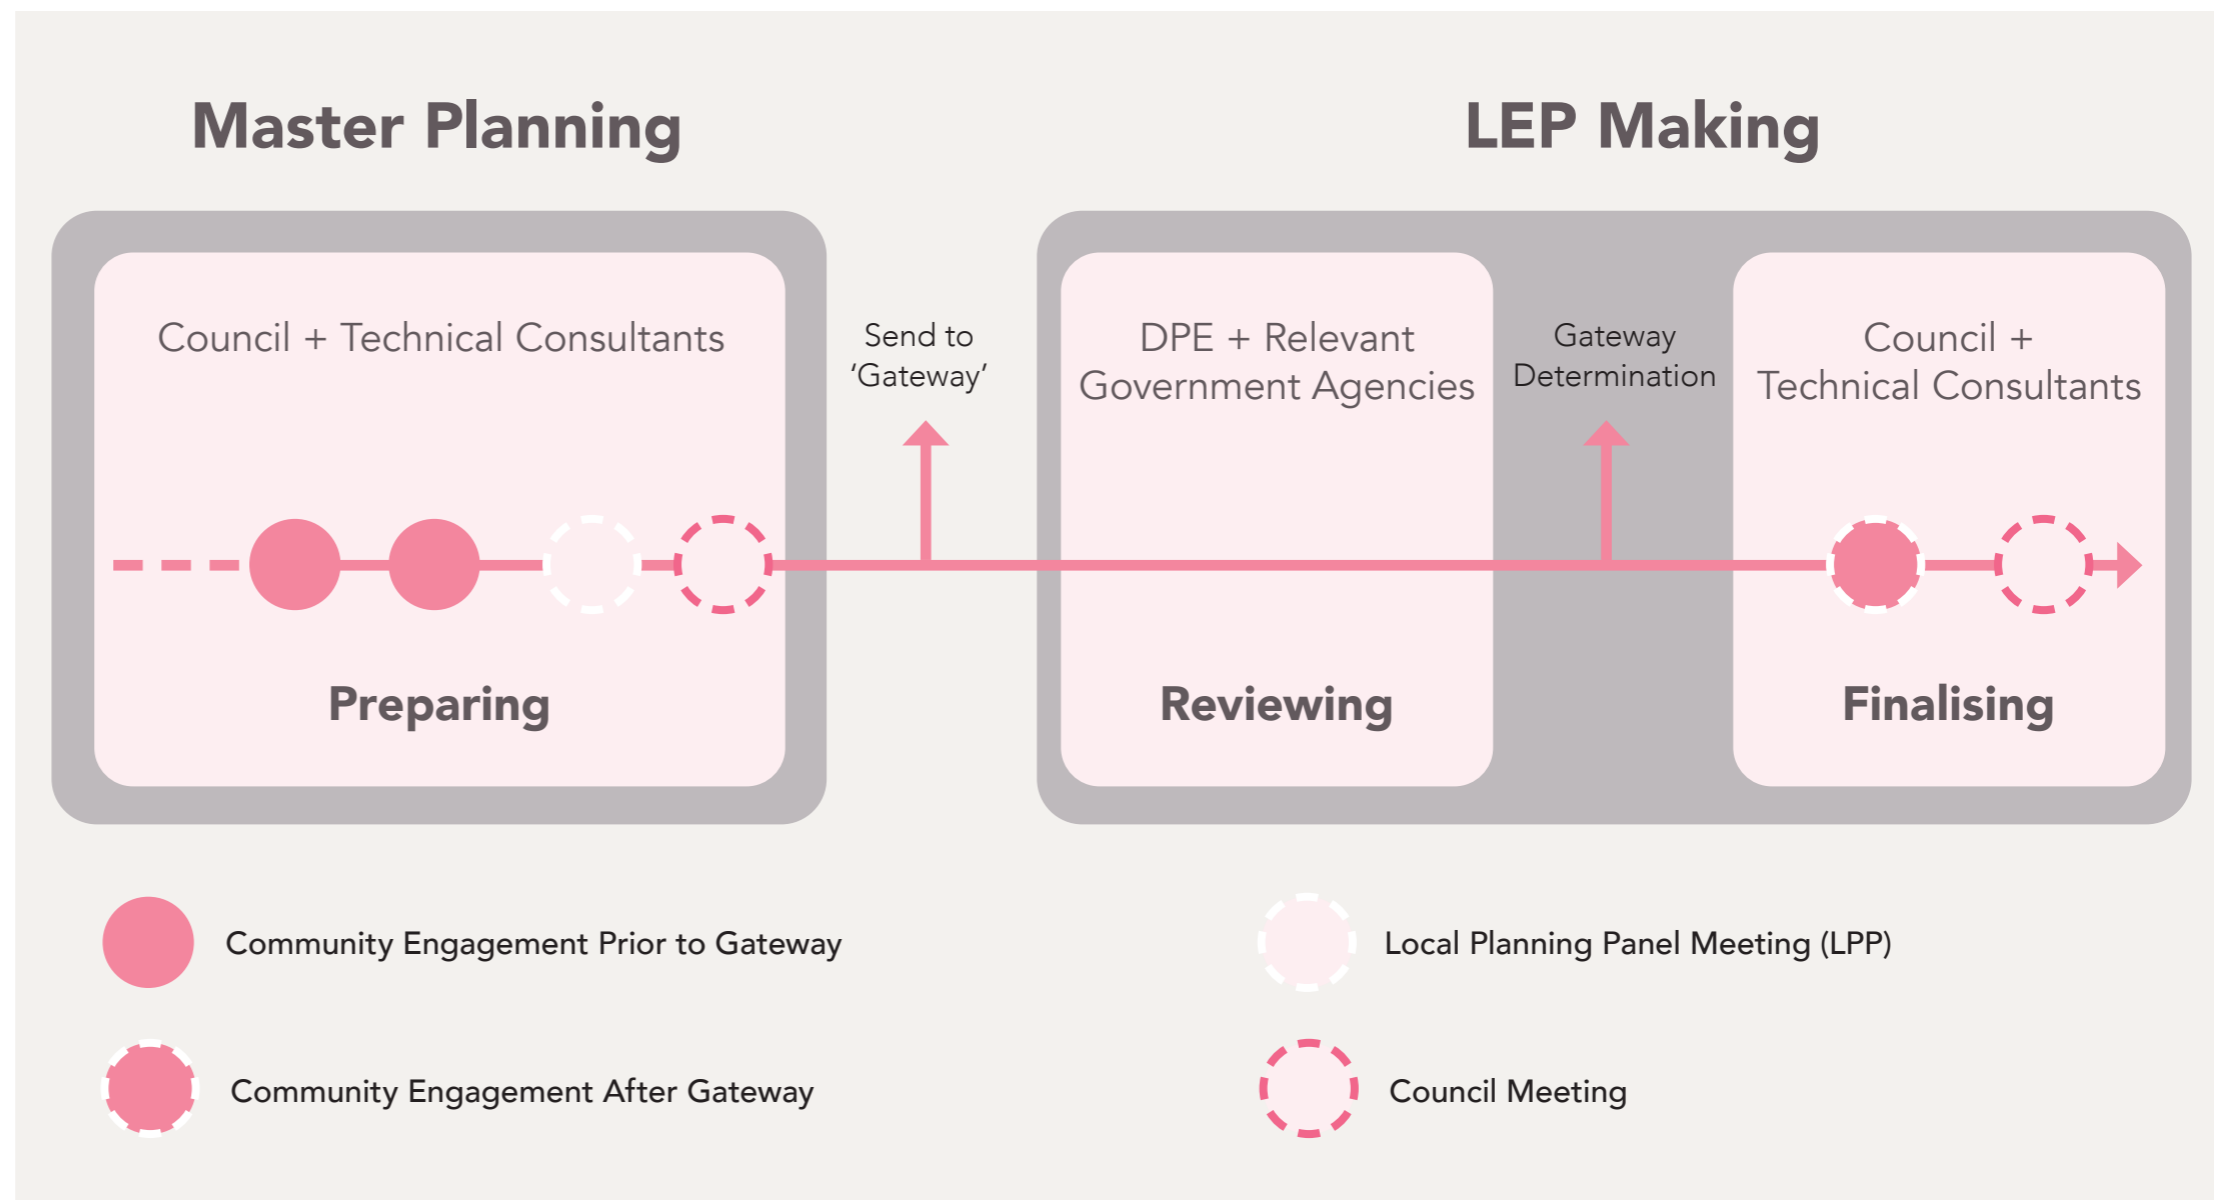 Master Planning
LEP Making
Council + Technical Consultants
Send to
‘Gateway’
DPE + Relevant
Government Agencies
Gateway
Determination
Council +
Technical Consultants
Preparing
Reviewing
Finalising
Community Engagement Prior to Gateway
Local Planning Panel Meeting (LPP)
Community Engagement After Gateway
Council Meeting